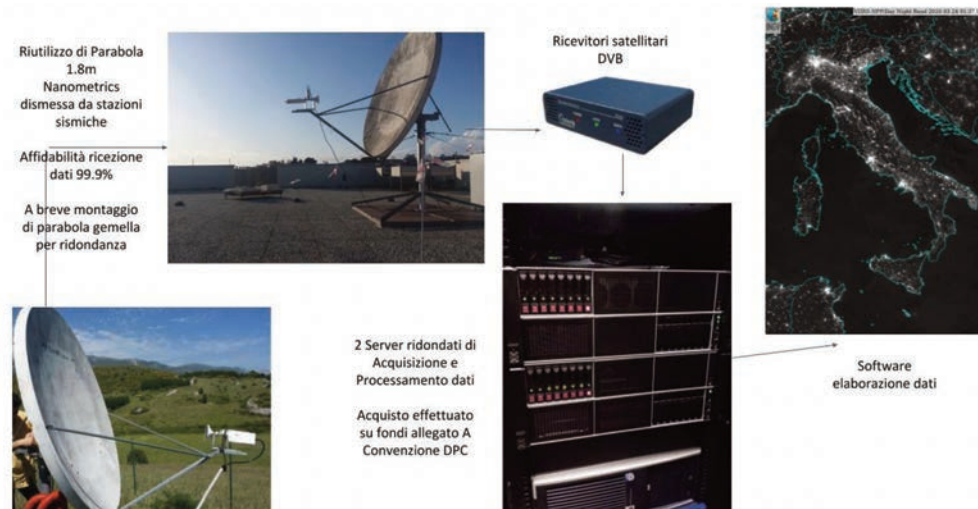 Riutilizzo di Parabola
1.8m
Nanometrics
dismessa da stazioni
sismiche
Affidabilità ricezione
dati 99.9%
A breve montaggio
di parabola gemella
per ridondanza
Ricevitori satellitari
DVB
2 Server ridondati di
Acquisizione e
Processamento dati
Acquisto effettuato
su fondi allegato A
Convenzione DPC
Software
elaborazione dati